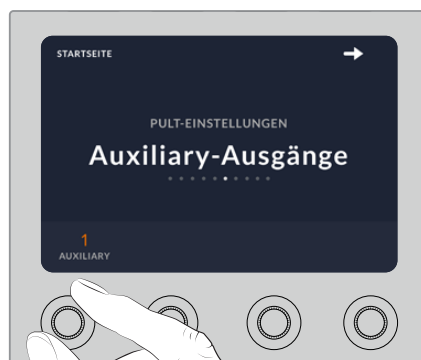 STARTSEITE
PULT-EINSTELLUNGEN
Auxiliary-Ausgänge
1
AUXILIARY